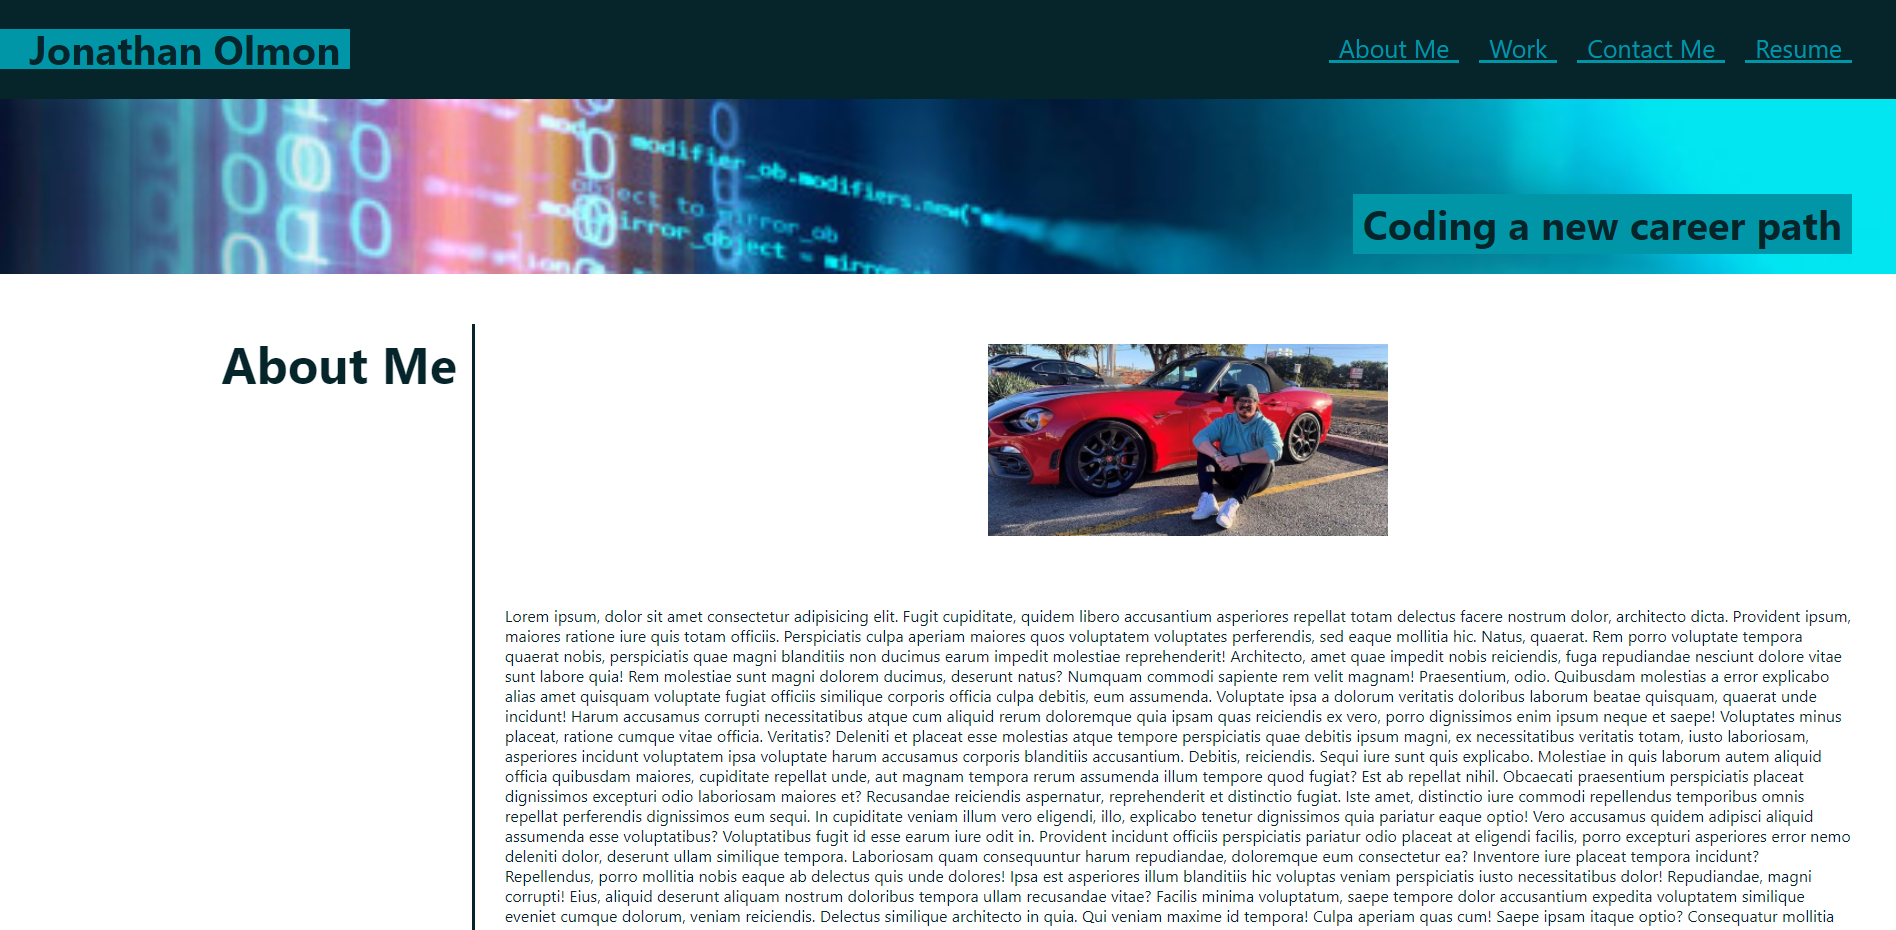 Jonathan Olmon
About Me
Work
Contact Me
Resume
mod
modifier_ob.modifiers.new("
object to mirror_ob
mirror_object = mirror
Coding a new career path
About Me
Lorem ipsum, dolor sit amet consectetur adipisicing elit. Fugit cupiditate, quidem libero accusantium asperiores repellat totam delectus facere nostrum dolor, architecto dicta. Provident ipsum,
maiores ratione iure quis totam officiis. Perspiciatis culpa aperiam maiores quos voluptatem voluptates perferendis, sed eaque mollitia hic. Natus, quaerat. Rem porro voluptate tempora
quaerat nobis, perspiciatis quae magni blanditiis non ducimus earum impedit molestiae reprehenderit! Architecto, amet quae impedit nobis reiciendis, fuga repudiandae nesciunt dolore vitae
sunt labore quia! Rem molestiae sunt magni dolorem ducimus, deserunt natus? Numquam commodi sapiente rem velit magnam! Praesentium, odio. Quibusdam molestias a error explicabo
alias amet quisquam voluptate fugiat officiis similique corporis officia culpa debitis, eum assumenda. Voluptate ipsa a dolorum veritatis doloribus laborum beatae quisquam, quaerat unde
incidunt! Harum accusamus corrupti necessitatibus atque cum aliquid rerum doloremque quia ipsam quas reiciendis ex vero, porro dignissimos enim ipsum neque et saepe! Voluptates minus
placeat, ratione cumque vitae officia. Veritatis? Deleniti et placeat esse molestias atque tempore perspiciatis quae debitis ipsum magni, ex necessitatibus veritatis totam, iusto laboriosam,
asperiores incidunt voluptatem ipsa voluptate harum accusamus corporis blanditiis accusantium. Debitis, reiciendis. Sequi iure sunt quis explicabo. Molestiae in quis laborum autem aliquid
officia quibusdam maiores, cupiditate repellat unde, aut magnam tempora rerum assumenda illum tempore quod fugiat? Est ab repellat nihil. Obcaecati praesentium perspiciatis placeat
dignissimos excepturi odio laboriosam maiores et? Recusandae reiciendis aspernatur, reprehenderit et distinctio fugiat. Iste amet, distinctio iure commodi repellendus temporibus omnis
repellat perferendis dignissimos eum sequi. In cupiditate veniam illum vero eligendi, illo, explicabo tenetur dignissimos quia pariatur eaque optio! Vero accusamus quidem adipisci aliquid
assumenda esse voluptatibus? Voluptatibus fugit id esse earum iure odit in. Provident incidunt officiis perspiciatis pariatur odio placeat at eligendi facilis, porro excepturi asperiores error nemo
deleniti dolor, deserunt ullam similique tempora. Laboriosam quam consequuntur harum repudiandae, doloremque eum consectetur ea? Inventore iure placeat tempora incidunt?
Repellendus, porro mollitia nobis eaque ab delectus quis unde dolores! Ipsa est asperiores illum blanditiis hic voluptas veniam perspiciatis iusto necessitatibus dolor! Repudiandae, magni
corrupti! Eius, aliquid deserunt aliquam nostrum doloribus tempora ullam recusandae vitae? Facilis minima voluptatum, saepe tempore dolor accusantium expedita voluptatem similique
eveniet cumque dolorum, veniam reiciendis. Delectus similique architecto in quia. Qui veniam maxime id tempora! Culpa aperiam quas cum! Saepe ipsam itaque optio? Consequatur mollitia